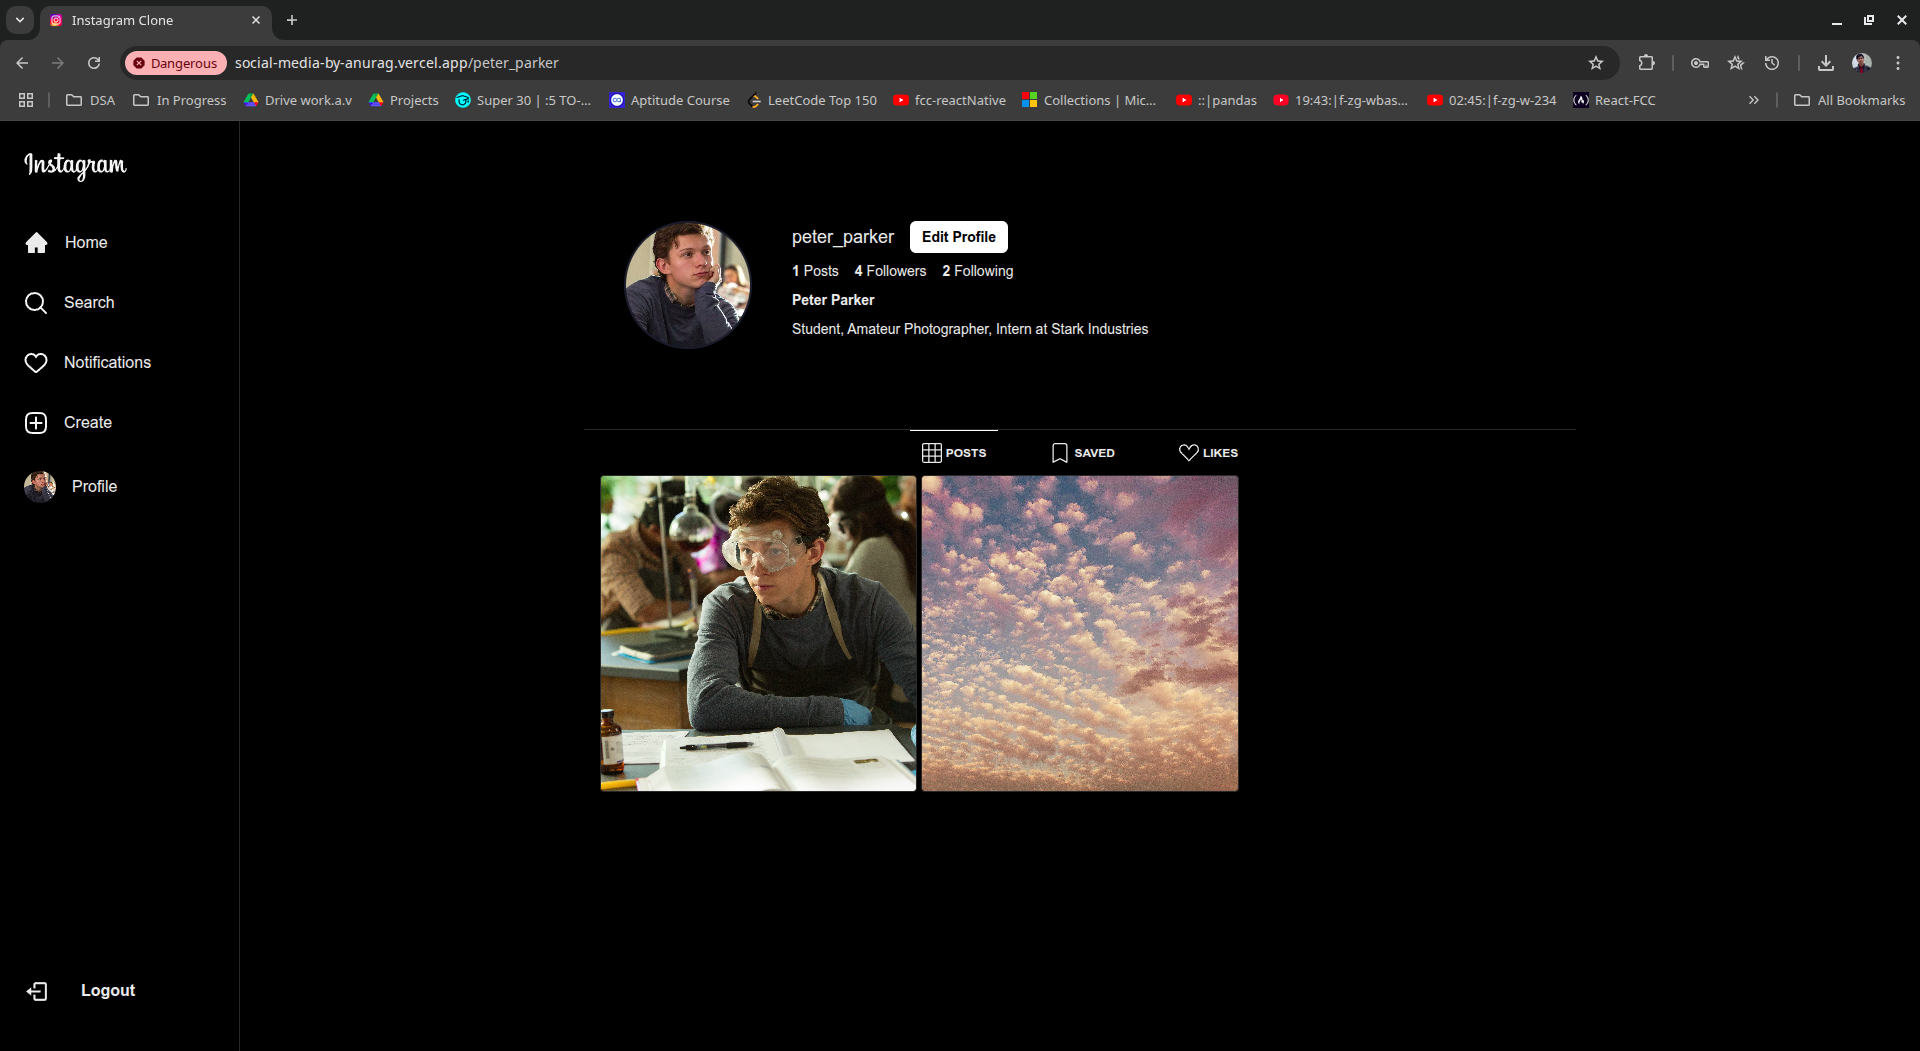 Instagram Clone
Dangerous social-media-by-anurag.vercel.app/peter_parker
DSA In Progress Drive work.a.v Projects Super 30 | :5 TO-... Aptitude Course LeetCode Top 150 fcc-reactNative Collections | Mic... ::|pandas 19:43:|f-zg-wbas... 02:45:|f-zg-w-234 React-FCC » All Bookmarks
Instagram
Home
Search
Notifications
Create
Profile
Logout
peter_parker Edit Profile
1 Posts 4 Followers 2 Following
Peter Parker
Student, Amateur Photographer, Intern at Stark Industries
POSTS SAVED LIKES